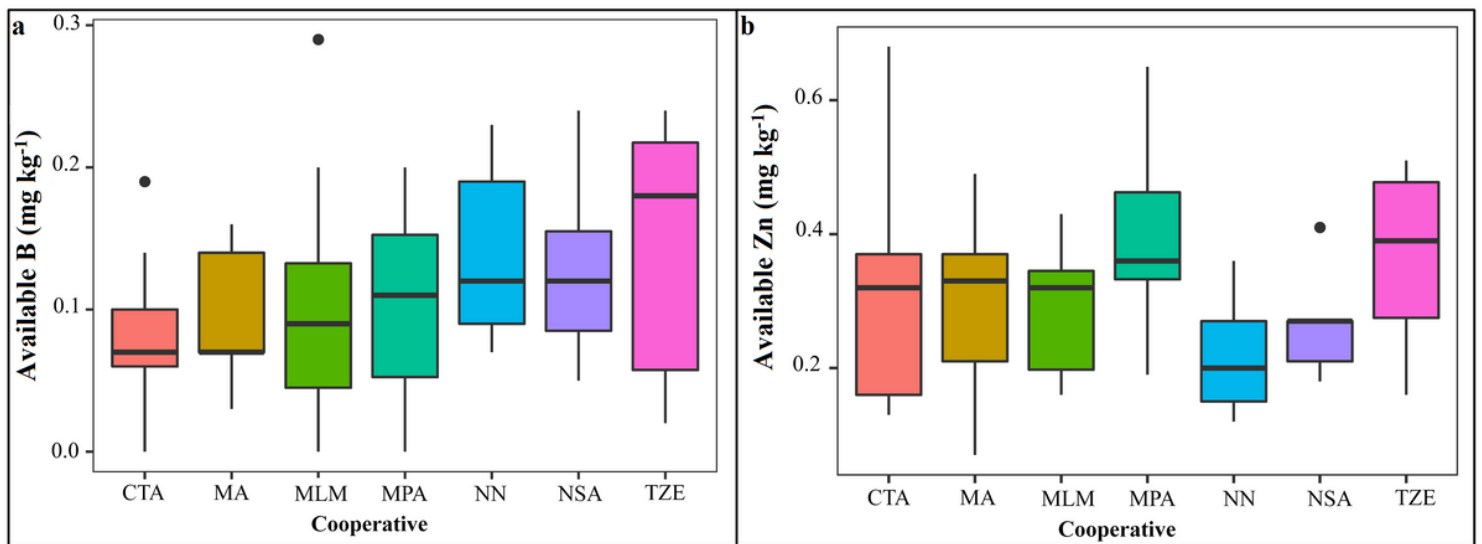 a
Available B (mg kg⁻¹)
0.3
0.2
0.1
0.0
CTA MA MLM MPA NN NSA TZE
Cooperative
b
Available Zn (mg kg⁻¹)
0.6
0.4
0.2
CTA MA MLM MPA NN NSA TZE
Cooperative